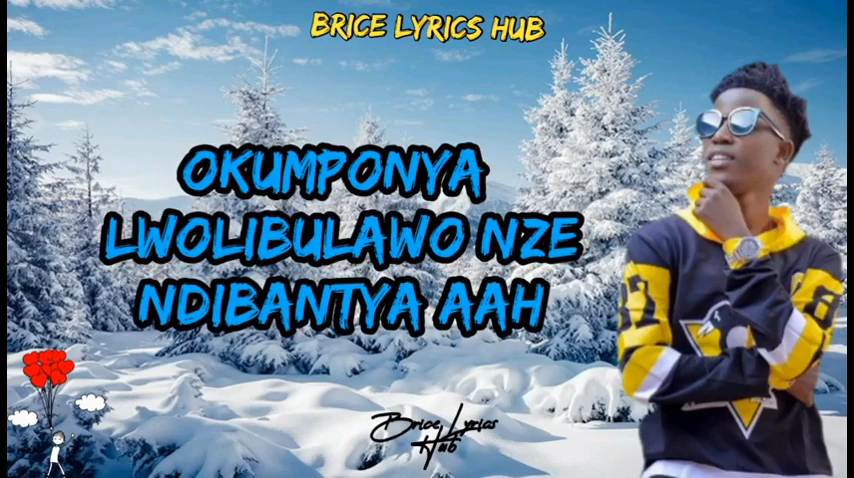 BRICE LYRICS HUB
OKUMPONYA
LWOLIBULAWO NZE
NDIBANTYA AAH
Brice Lyrics
Hub